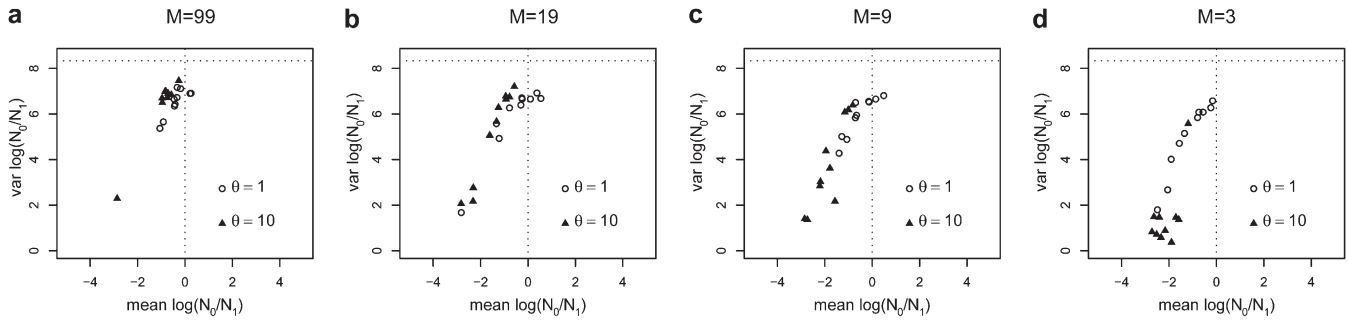 a M=99 b M=19 c M=9 d M=3
var log(N₀/N₁) 8 6 4 2 0 θ = 1 θ = 10 −4 −2 0 2 4 mean log(N₀/N₁)
var log(N₀/N₁) 8 6 4 2 0 θ = 1 θ = 10 −4 −2 0 2 4 mean log(N₀/N₁)
var log(N₀/N₁) 8 6 4 2 0 θ = 1 θ = 10 −4 −2 0 2 4 mean log(N₀/N₁)
var log(N₀/N₁) 8 6 4 2 0 θ = 1 θ = 10 −4 −2 0 2 4 mean log(N₀/N₁)